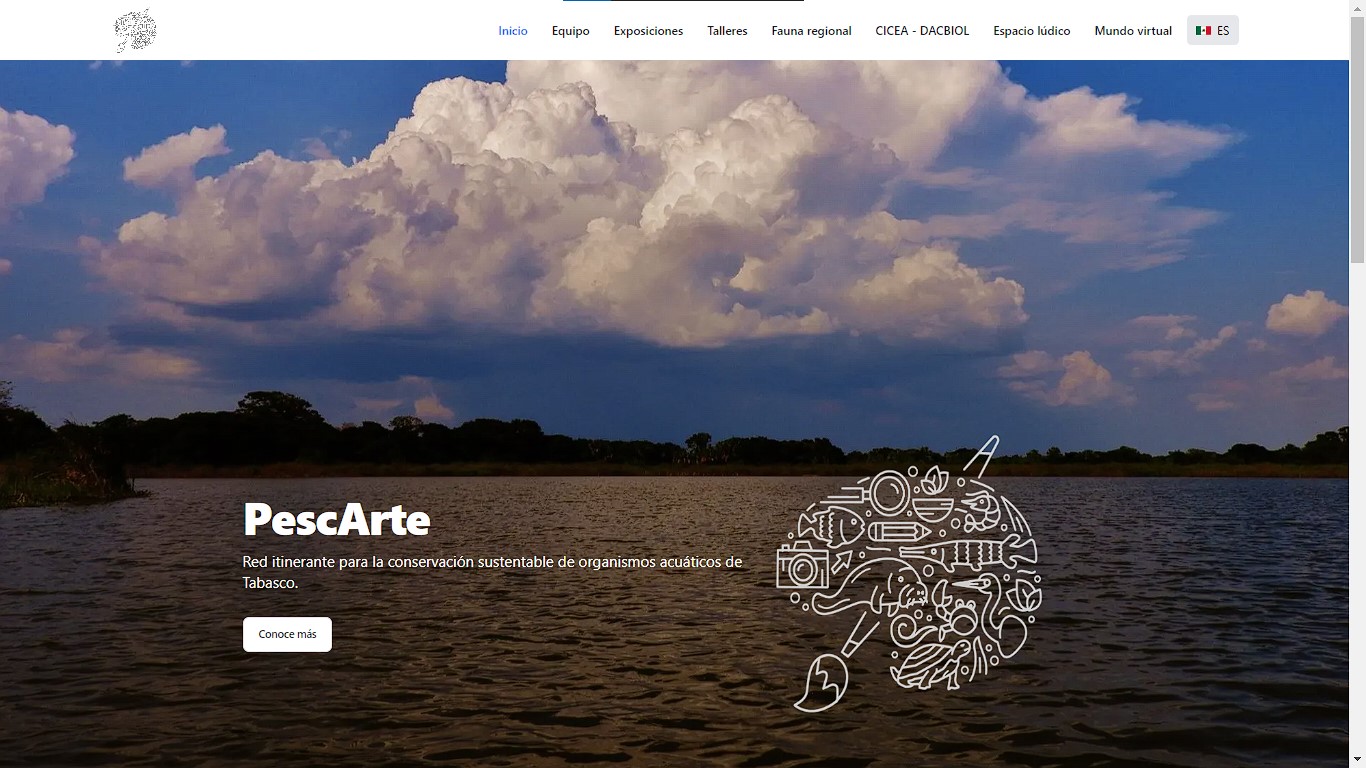 Inicio Equipo Exposiciones Talleres Fauna regional CICEA - DACBIOL Espacio lúdico Mundo virtual ES
PescArte
Red itinerante para la conservación sustentable de organismos acuáticos de
Tabasco.
Conoce más